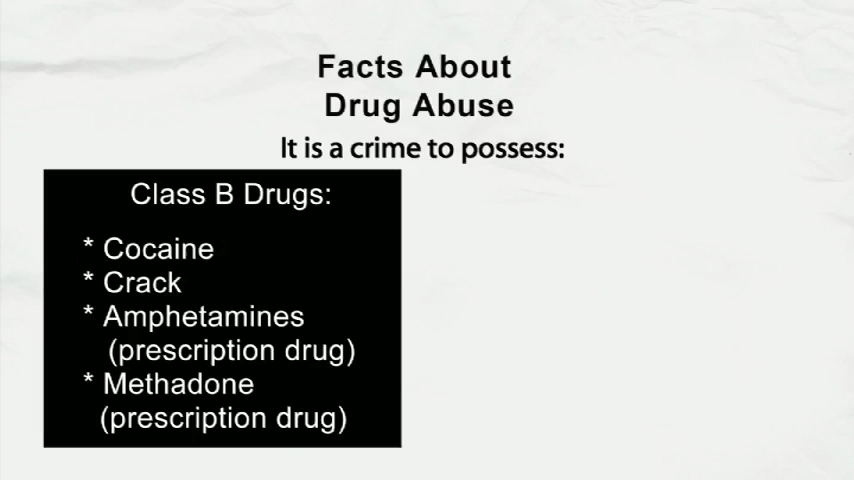 Facts About
Drug Abuse
It is a crime to possess:
Class B Drugs:
* Cocaine
* Crack
* Amphetamines
(prescription drug)
* Methadone
(prescription drug)